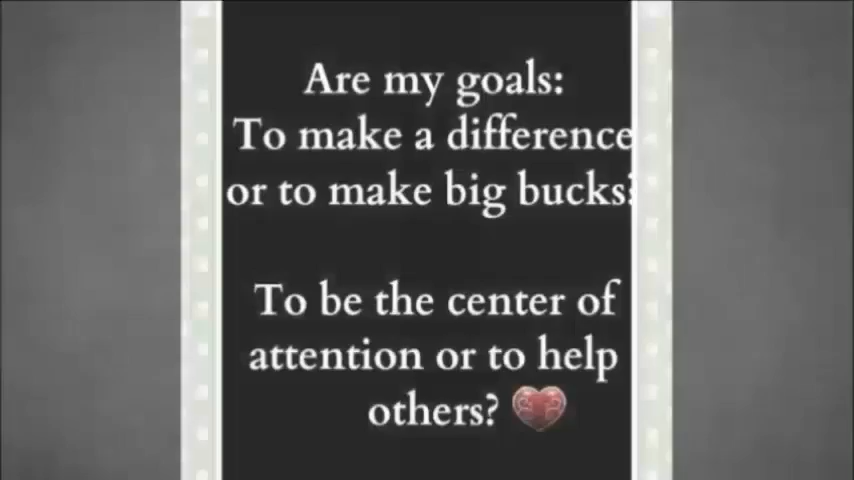 Are my goals:
To make a difference
or to make big bucks?
To be the center of
attention or to help
others?